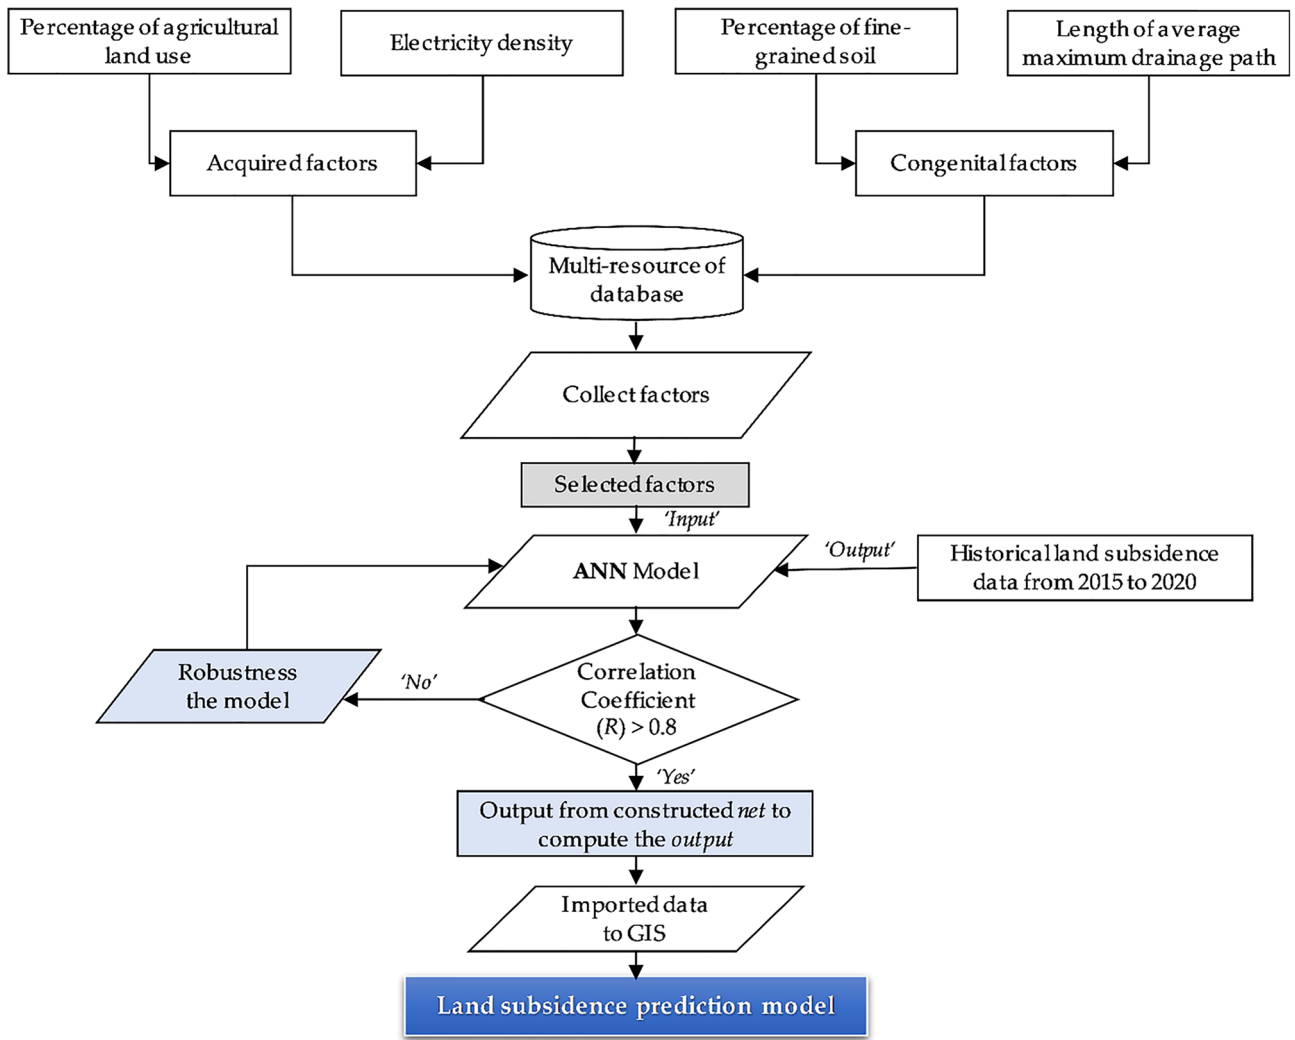 Percentage of agricultural
land use
Electricity density
Percentage of fine-
grained soil
Length of average
maximum drainage path
Acquired factors
Congenital factors
Multi-resource of
database
Collect factors
Selected factors
'Input'
ANN Model
'Output'
Historical land subsidence
data from 2015 to 2020
Robustness
the model
'No'
Correlation
Coefficient
(R) > 0.8
'Yes'
Output from constructed net to
compute the output
Imported data
to GIS
Land subsidence prediction model